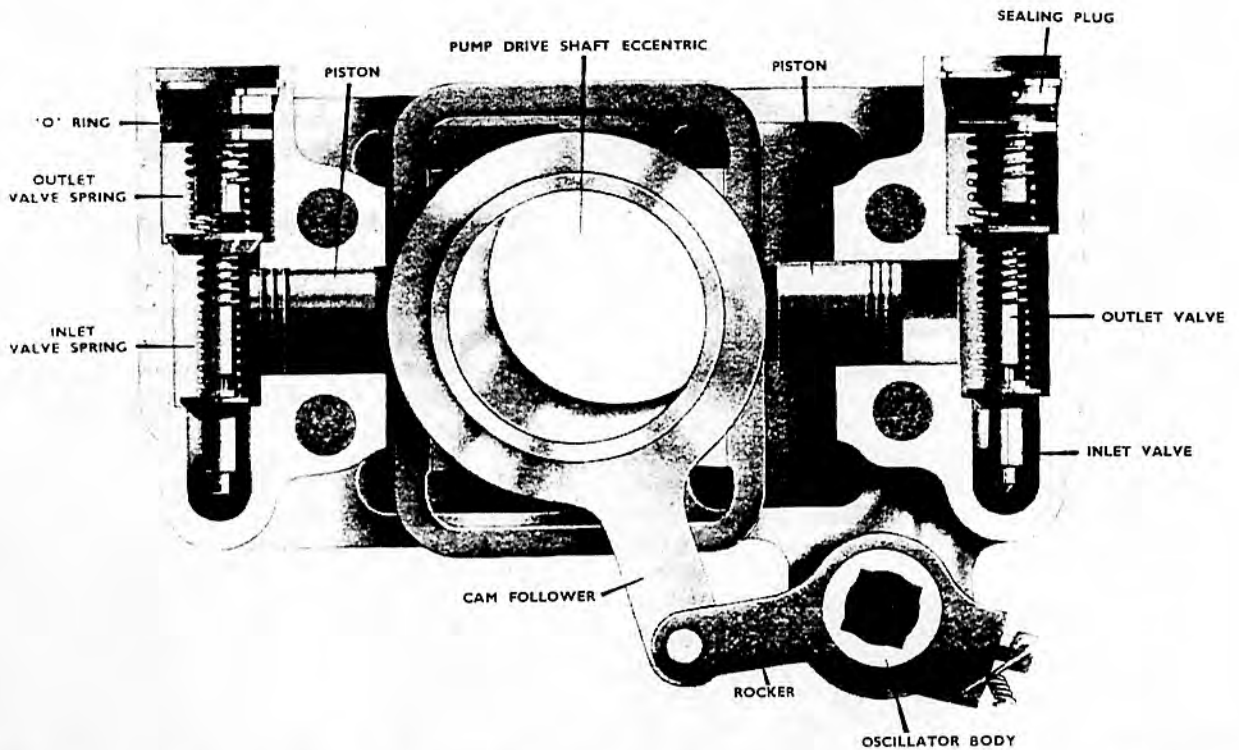 SEALING PLUG
PUMP DRIVE SHAFT ECCENTRIC
PISTON
PISTON
'O' RING
OUTLET
VALVE SPRING
INLET
VALVE SPRING
OUTLET VALVE
INLET VALVE
CAM FOLLOWER
ROCKER
OSCILLATOR BODY